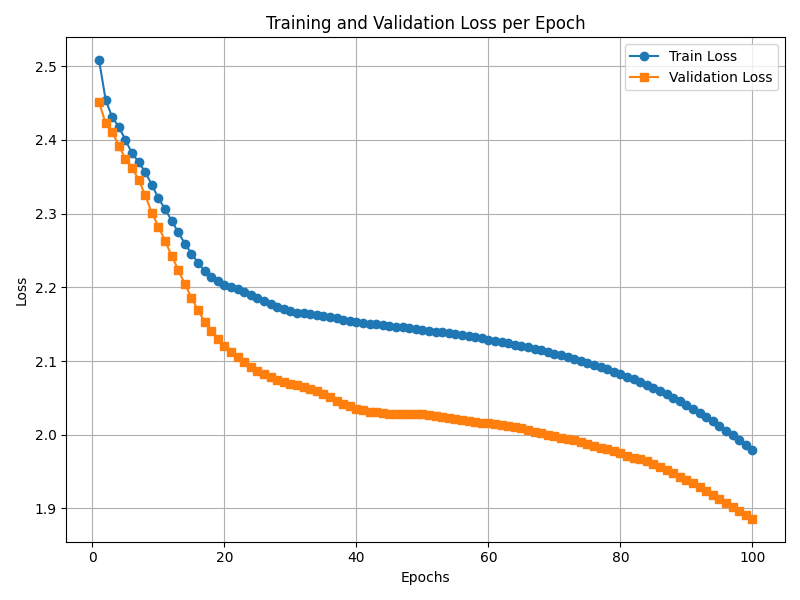 Training and Validation Loss per Epoch
Train Loss
Validation Loss
2.5
2.4
2.3
2.2
2.1
2.0
1.9
Loss
0 20 40 60 80 100
Epochs